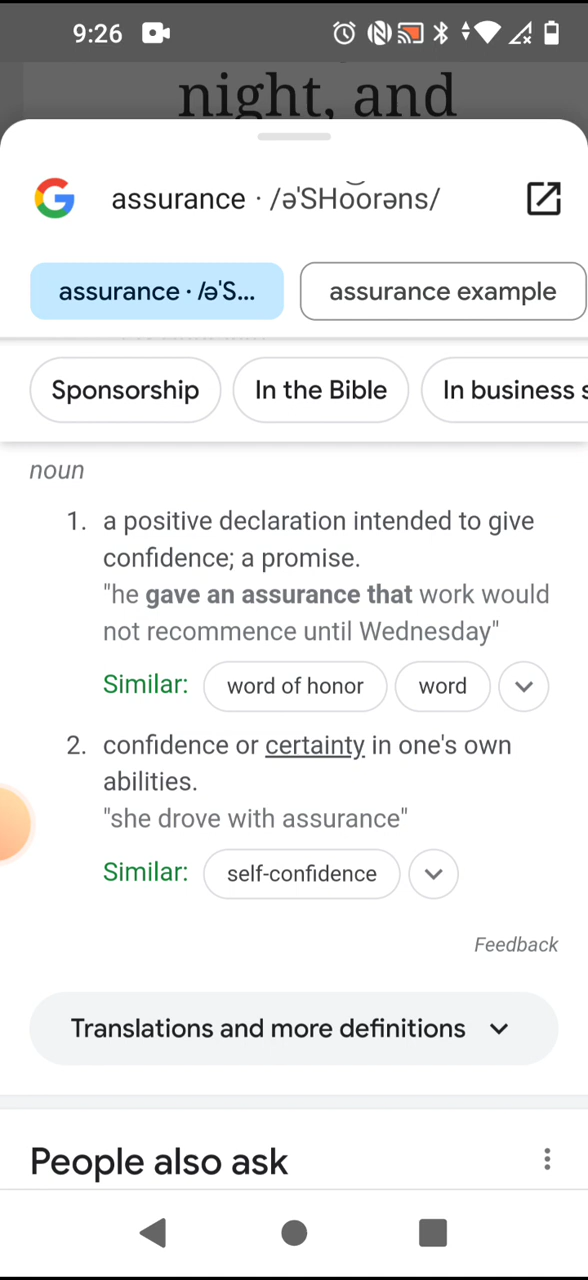 9:26
night, and
assurance · /əˈSHo͝orəns/
assurance · /əˈS...
assurance example
Sponsorship
In the Bible
In business s
noun
1. a positive declaration intended to give
confidence; a promise.
"he gave an assurance that work would
not recommence until Wednesday"
Similar: word of honor word
2. confidence or certainty in one's own
abilities.
"she drove with assurance"
Similar: self-confidence
Feedback
Translations and more definitions
People also ask